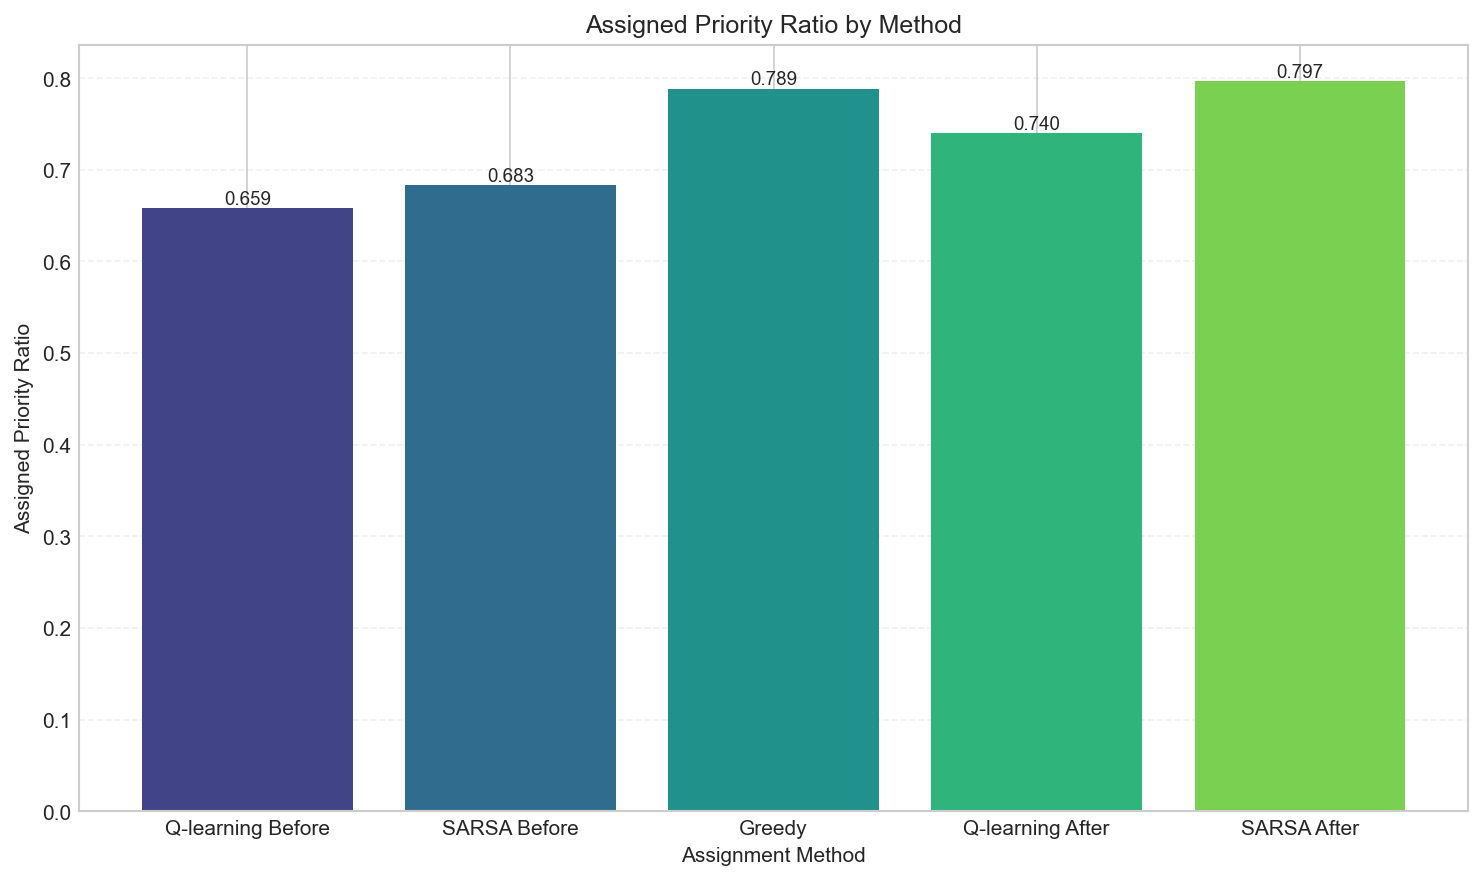 Assigned Priority Ratio by Method
Assigned Priority Ratio
0.8
0.7
0.6
0.5
0.4
0.3
0.2
0.1
0.0
0.659
0.683
0.789
0.740
0.797
Q-learning Before
SARSA Before
Greedy
Q-learning After
SARSA After
Assignment Method